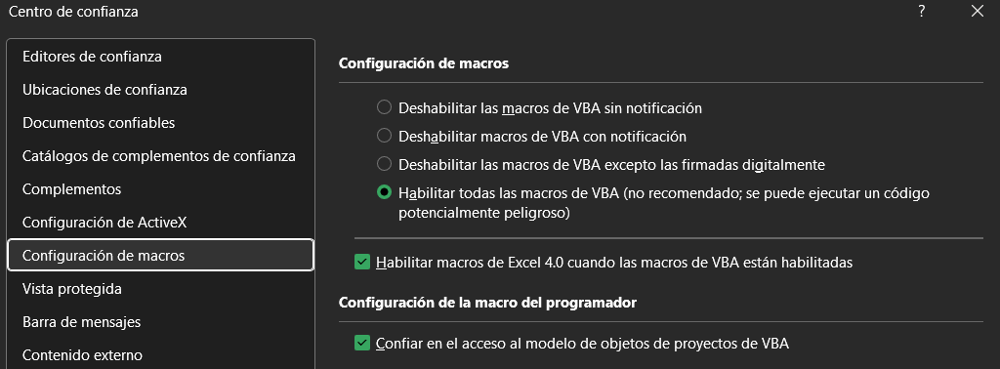 Centro de confianza
?
Editores de confianza
Ubicaciones de confianza
Documentos confiables
Catálogos de complementos de confianza
Complementos
Configuración de ActiveX
Configuración de macros
Vista protegida
Barra de mensajes
Contenido externo
Configuración de macros
Deshabilitar las macros de VBA sin notificación
Deshabilitar macros de VBA con notificación
Deshabilitar las macros de VBA excepto las firmadas digitalmente
Habilitar todas las macros de VBA (no recomendado; se puede ejecutar un código
potencialmente peligroso)
Habilitar macros de Excel 4.0 cuando las macros de VBA están habilitadas
Configuración de la macro del programador
Confiar en el acceso al modelo de objetos de proyectos de VBA